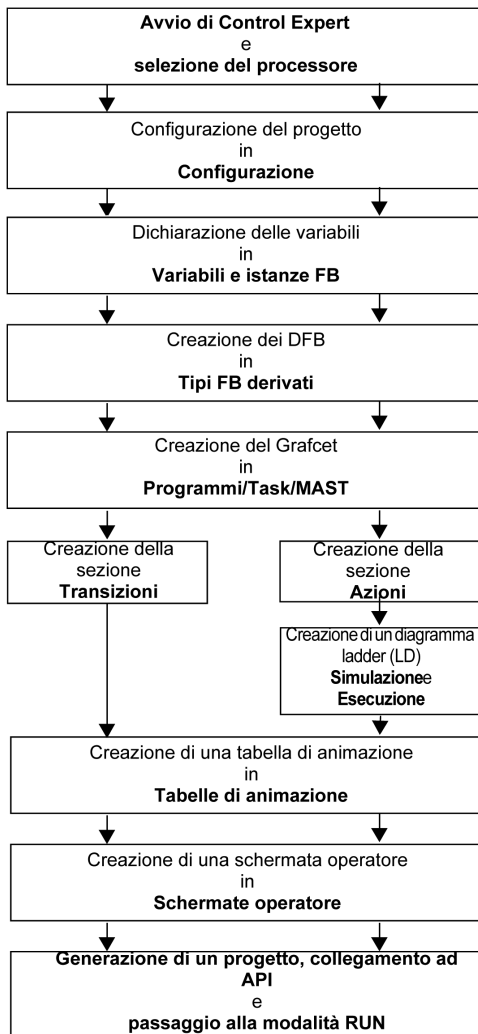 Avvio di Control Expert
e
selezione del processore
Configurazione del progetto
in
Configurazione
Dichiarazione delle variabili
in
Variabili e istanze FB
Creazione dei DFB
in
Tipi FB derivati
Creazione del Grafcet
in
Programmi/Task/MAST
Creazione della
sezione
Transizioni
Creazione della
sezione
Azioni
Creazione di un diagramma
ladder (LD)
Simulazionee
Esecuzione
Creazione di una tabella di animazione
in
Tabelle di animazione
Creazione di una schermata operatore
in
Schermate operatore
Generazione di un progetto, collegamento ad
API
e
passaggio alla modalità RUN